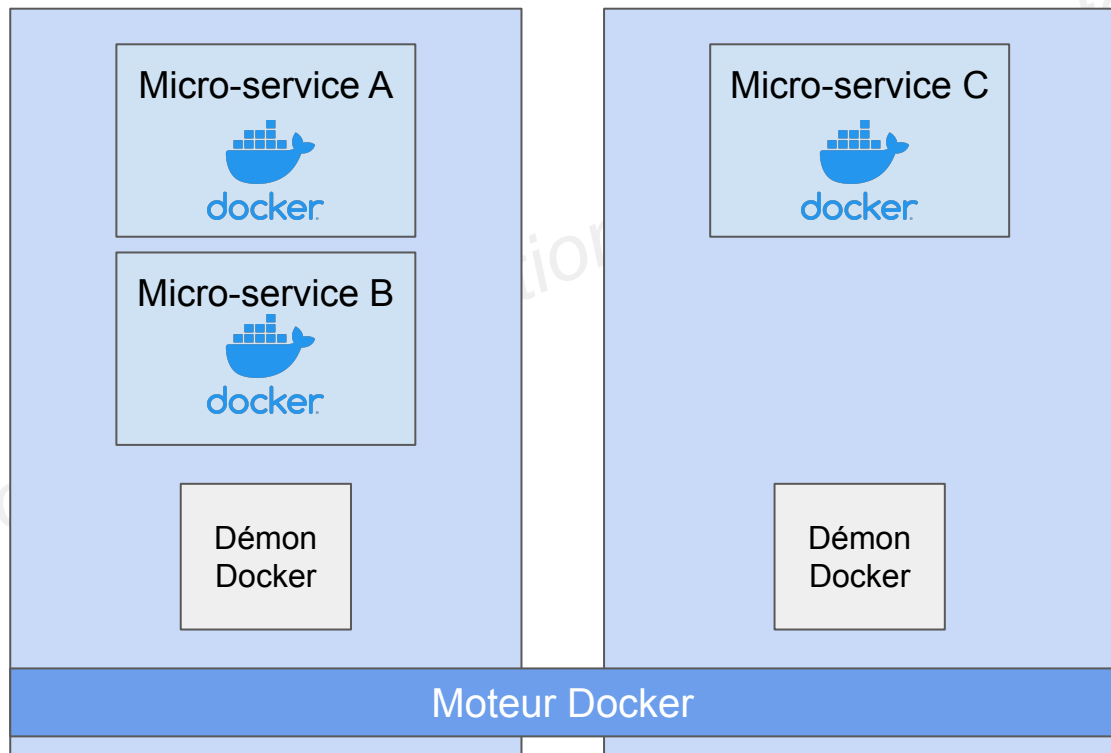 Micro-service A
docker
Micro-service B
docker
Démon
Docker
Micro-service C
docker
Démon
Docker
Moteur Docker